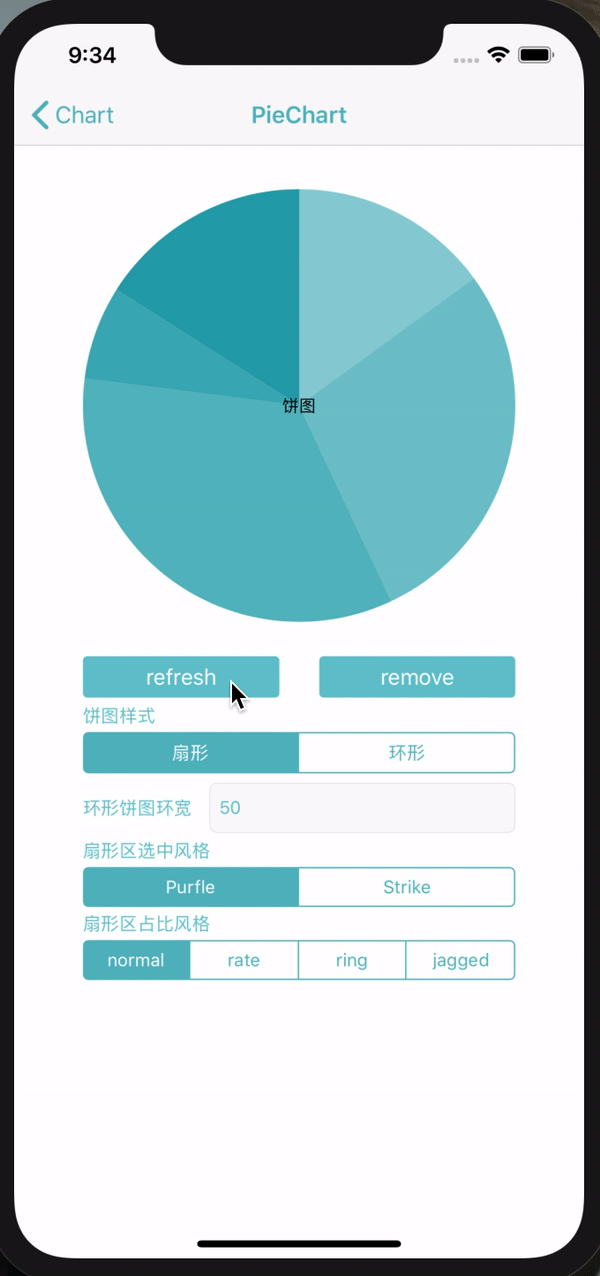 9:34
Chart
PieChart
饼图
refresh
remove
饼图样式
扇形
环形
环形饼图环宽
50
扇形区选中风格
Purfle
Strike
扇形区占比风格
normal
rate
ring
jagged